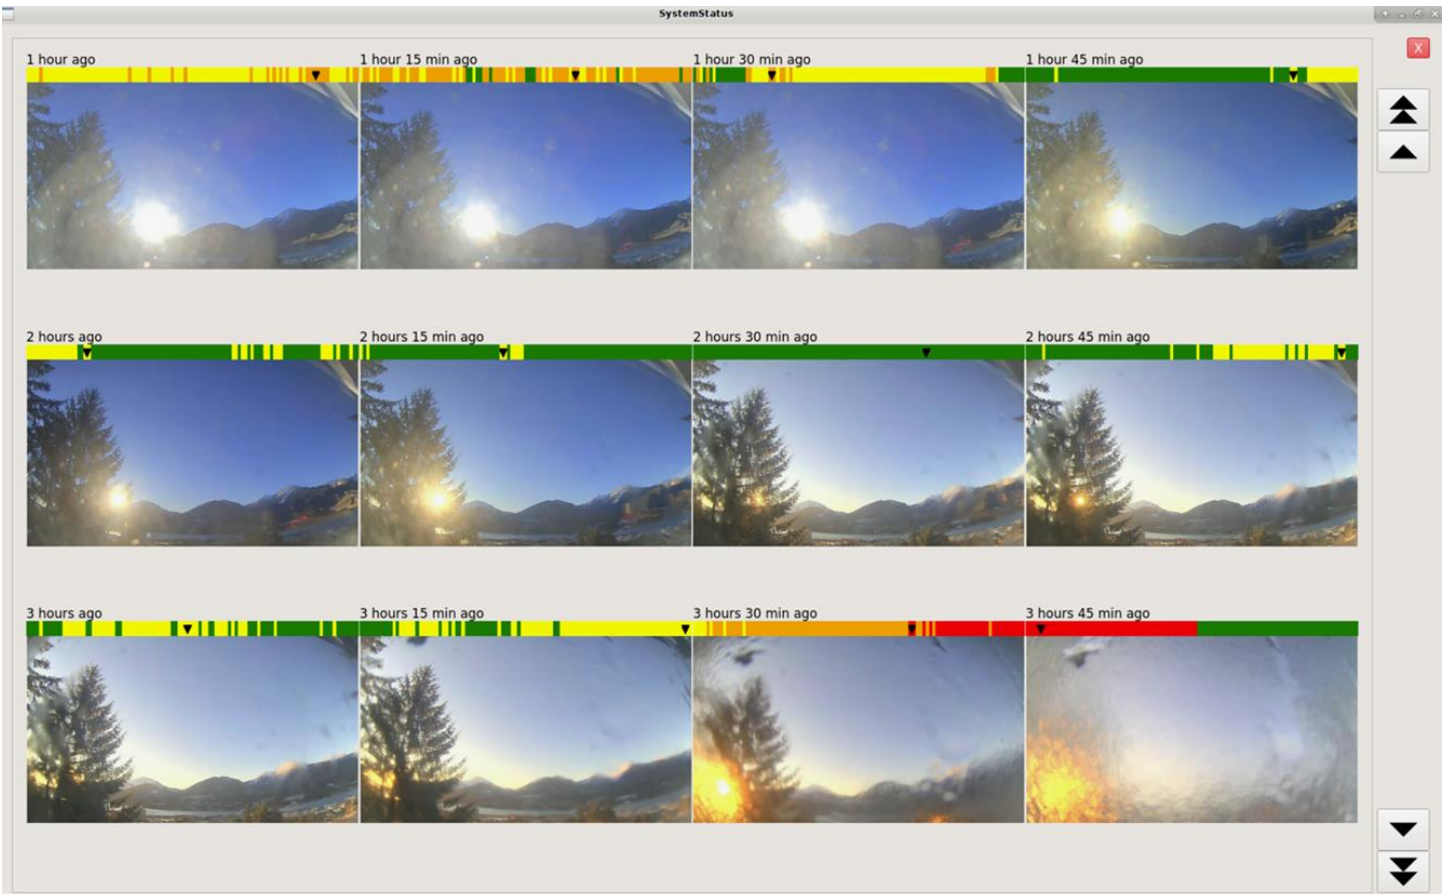 SystemStatus
X
1 hour ago
1 hour 15 min ago
1 hour 30 min ago
1 hour 45 min ago
2 hours ago
2 hours 15 min ago
2 hours 30 min ago
2 hours 45 min ago
3 hours ago
3 hours 15 min ago
3 hours 30 min ago
3 hours 45 min ago